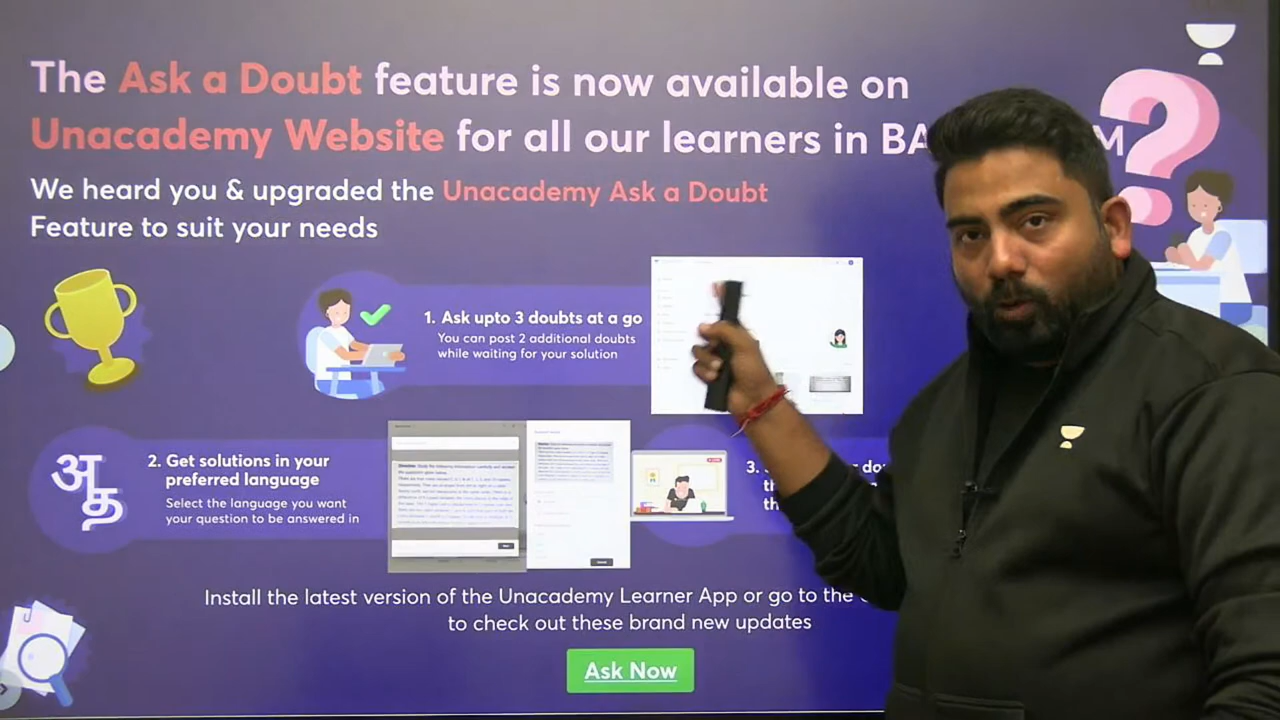 The Ask a Doubt feature is now available on
Unacademy Website for all our learners in BA M
We heard you & upgraded the Unacademy Ask a Doubt
Feature to suit your needs
1. Ask upto 3 doubts at a go
You can post 2 additional doubts
while waiting for your solution
अ
त
2. Get solutions in your
preferred language
Select the language you want
your question to be answered in
3.
Install the latest version of the Unacademy Learner App or go to the
to check out these brand new updates
Ask Now